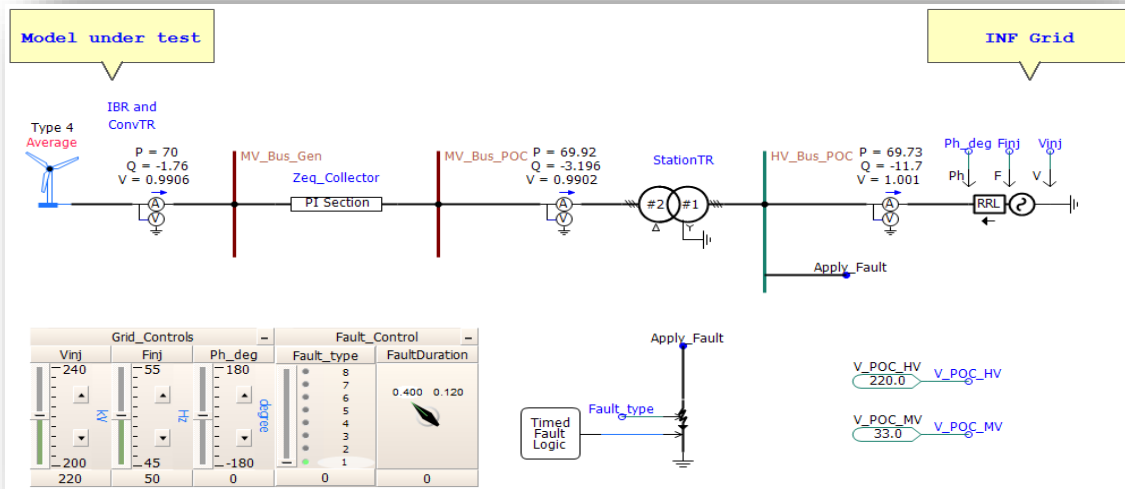 Model under test
INF Grid
IBR and
ConvTR
Type 4
Average
P = 70
Q = -1.76
V = 0.9906
A
V
MV_Bus_Gen
Zeq_Collector
PI Section
MV_Bus_POC
P = 69.92
Q = -3.196
V = 0.9902
A
V
StationTR
#2
#1
HV_Bus_POC
P = 69.73
Q = -11.7
V = 1.001
A
V
Ph_deg
Finj
Vinj
Ph
F
V
RRL
Apply_Fault
Grid_Controls
Vinj
Finj
Ph_deg
240
55
180
kV
Hz
degree
200
45
-180
220
50
0
Fault_Control
Fault_type
FaultDuration
8
7
6
5
4
3
2
1
0.400 0.120
0
0
Apply_Fault
Fault_type
Timed
Fault
Logic
V_POC_HV
220.0
V_POC_HV
V_POC_MV
33.0
V_POC_MV